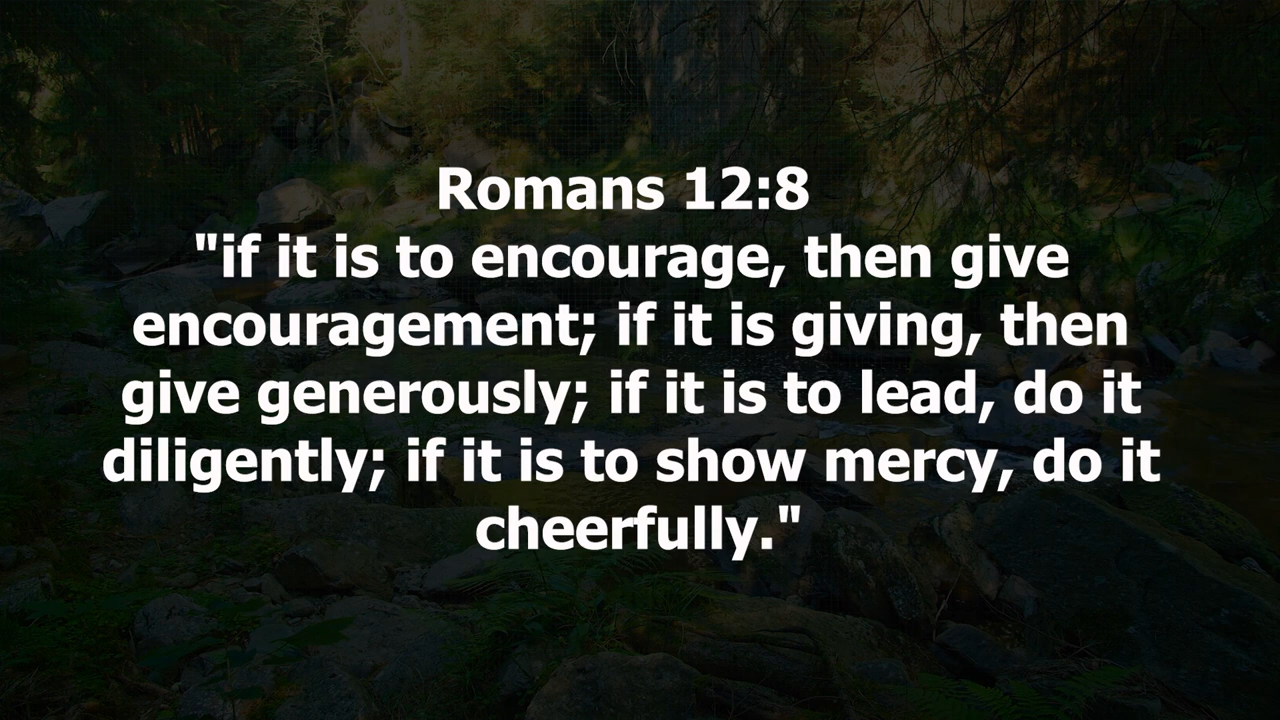 Romans 12:8
"if it is to encourage, then give
encouragement; if it is giving, then
give generously; if it is to lead, do it
diligently; if it is to show mercy, do it
cheerfully."